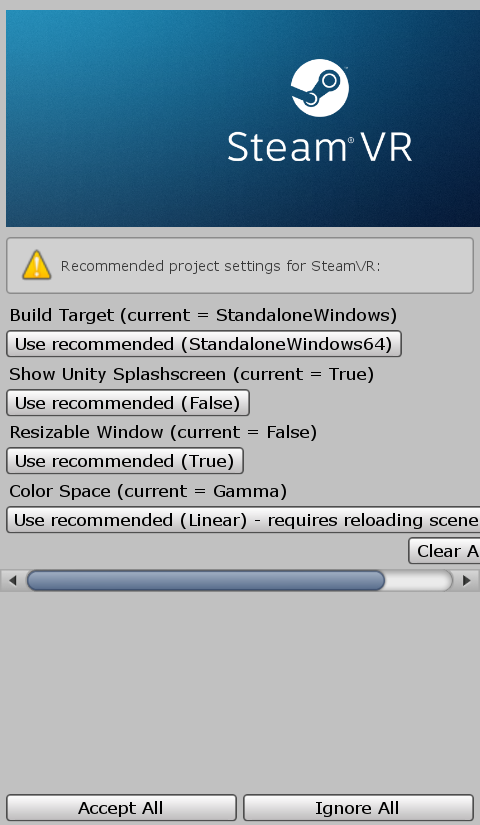 Steam®VR
Recommended project settings for SteamVR:
Build Target (current = StandaloneWindows)
Use recommended (StandaloneWindows64)
Show Unity Splashscreen (current = True)
Use recommended (False)
Resizable Window (current = False)
Use recommended (True)
Color Space (current = Gamma)
Use recommended (Linear) - requires reloading scene
Clear A
Accept All
Ignore All